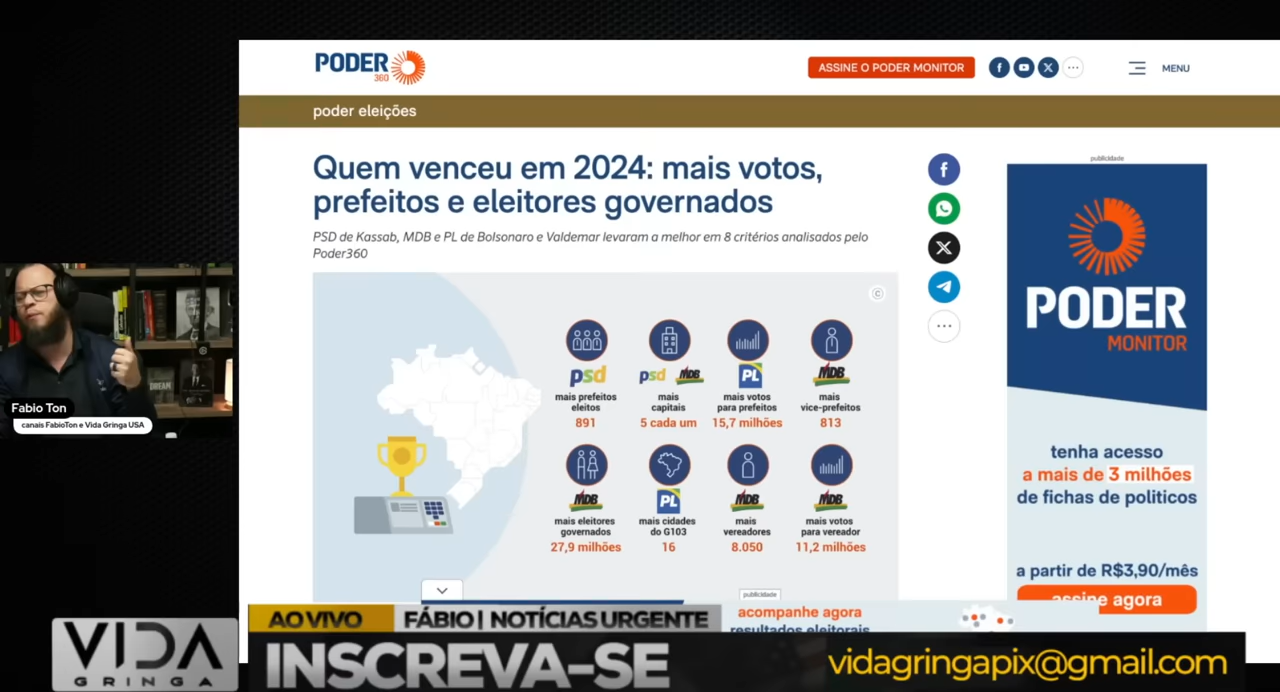 PODER
360
ASSINE O PODER MONITOR
MENU
poder eleições
Quem venceu em 2024: mais votos,
prefeitos e eleitores governados
PSD de Kassab, MDB e PL de Bolsonaro e Valdemar levaram a melhor em 8 critérios analisados pelo
Poder360
psd
mais prefeitos
eleitos
891
psd MDB
mais
capitais
5 cada um
PL
mais votos
para prefeitos
15,7 milhões
MDB
mais
vice-prefeitos
813
MDB
mais eleitores
governados
27,9 milhões
PL
mais cidades
do G103
16
MDB
mais
vereadores
8.050
MDB
mais votos
para vereador
11,2 milhões
publicidade
PODER
MONITOR
tenha acesso
a mais de 3 milhões
de fichas de politicos
a partir de R$3,90/mês
assine agora
publicidade
acompanhe agora
resultados eleitorais
DREAM
Fabio Ton
canais FabioTon e Vida Gringa USA
VIDA
GRINGA
AO VIVO
FÁBIO | NOTÍCIAS URGENTE
INSCREVA-SE
vidagringapix@gmail.com